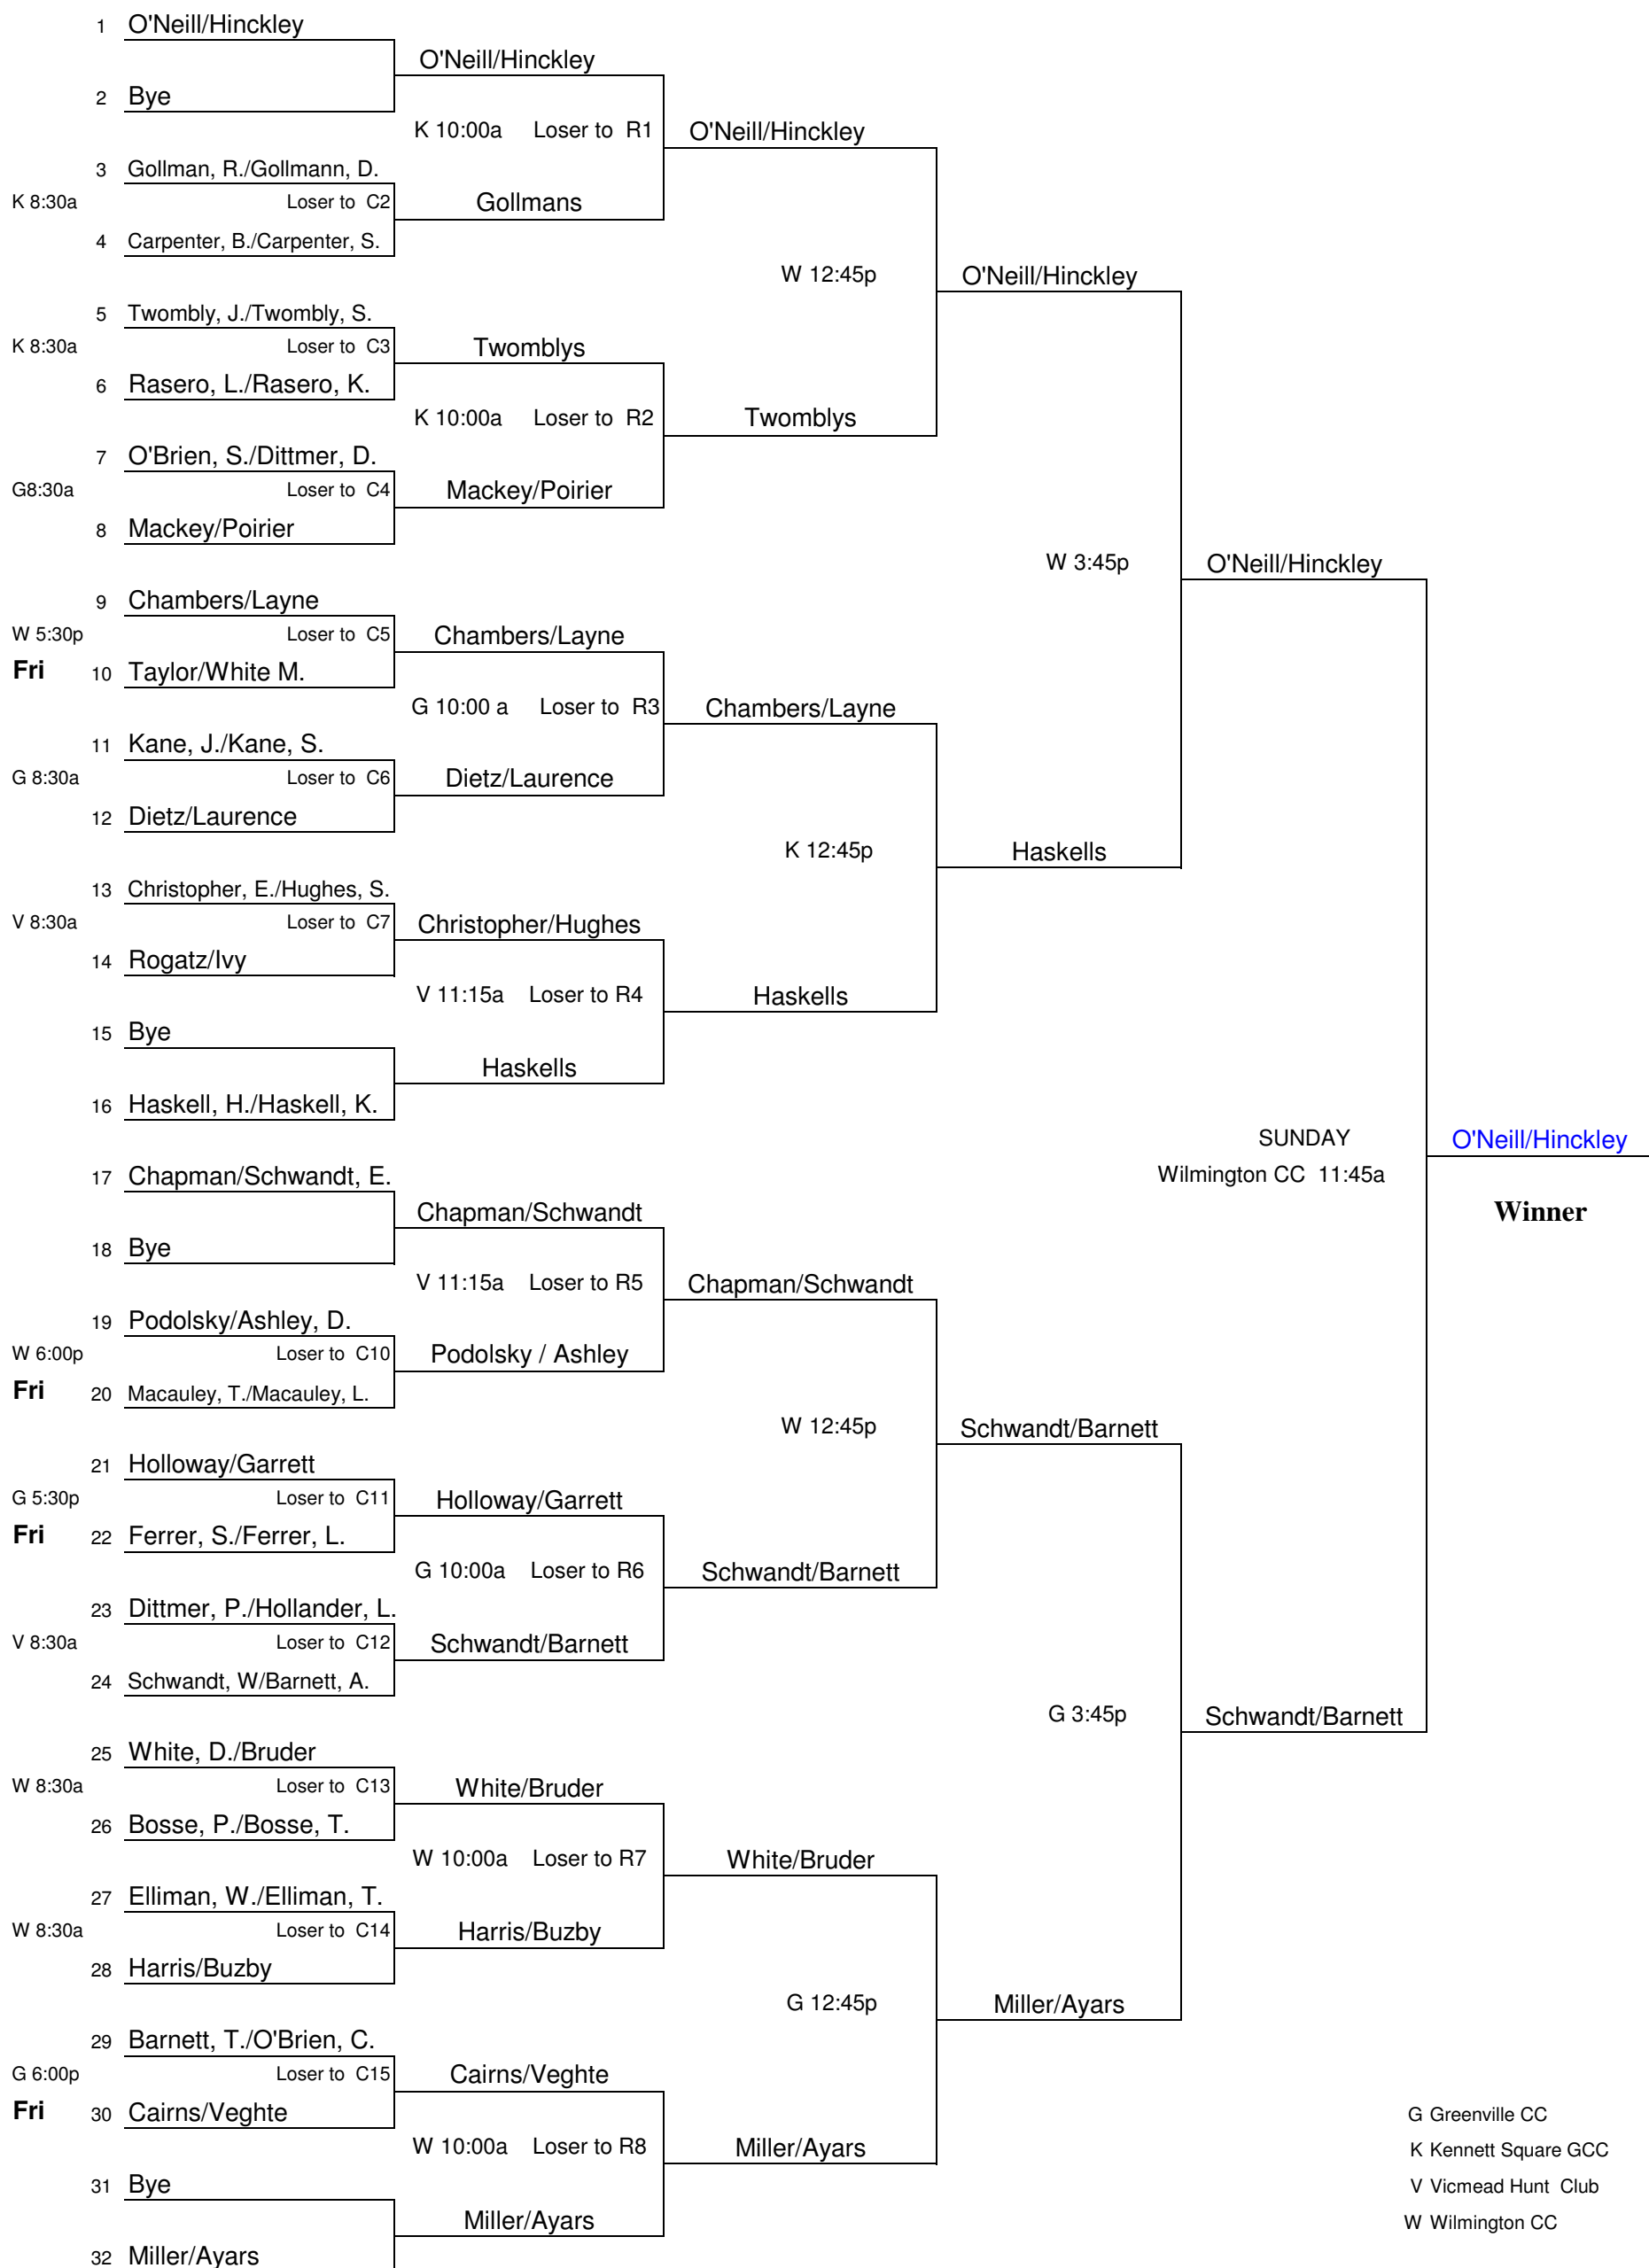 1 O'Neill/Hinckley
O'Neill/Hinckley
2 Bye
K 10:00a Loser to R1 O'Neill/Hinckley
3 Gollman, R./Gollmann, D.
K 8:30a Loser to C2 Gollmans
4 Carpenter, B./Carpenter, S.
W 12:45p O'Neill/Hinckley
5 Twombly, J./Twombly, S.
K 8:30a Loser to C3 Twomblys
6 Rasero, L./Rasero, K.
K 10:00a Loser to R2 Twomblys
7 O'Brien, S./Dittmer, D.
G8:30a Loser to C4 Mackey/Poirier
8 Mackey/Poirier
W 3:45p O'Neill/Hinckley
9 Chambers/Layne
W 5:30p Loser to C5 Chambers/Layne
Fri 10 Taylor/White M.
G 10:00 a Loser to R3 Chambers/Layne
11 Kane, J./Kane, S.
G 8:30a Loser to C6 Dietz/Laurence
12 Dietz/Laurence
K 12:45p Haskells
13 Christopher, E./Hughes, S.
V 8:30a Loser to C7 Christopher/Hughes
14 Rogatz/Ivy
V 11:15a Loser to R4 Haskells
15 Bye
Haskells
16 Haskell, H./Haskell, K.
SUNDAY O'Neill/Hinckley
17 Chapman/Schwandt, E. Wilmington CC 11:45a
Chapman/Schwandt Winner
18 Bye
V 11:15a Loser to R5 Chapman/Schwandt
19 Podolsky/Ashley, D.
W 6:00p Loser to C10 Podolsky / Ashley
Fri 20 Macauley, T./Macauley, L.
W 12:45p Schwandt/Barnett
21 Holloway/Garrett
G 5:30p Loser to C11 Holloway/Garrett
Fri 22 Ferrer, S./Ferrer, L.
G 10:00a Loser to R6 Schwandt/Barnett
23 Dittmer, P./Hollander, L.
V 8:30a Loser to C12 Schwandt/Barnett
24 Schwandt, W/Barnett, A.
G 3:45p Schwandt/Barnett
25 White, D./Bruder
W 8:30a Loser to C13 White/Bruder
26 Bosse, P./Bosse, T.
W 10:00a Loser to R7 White/Bruder
27 Elliman, W./Elliman, T.
W 8:30a Loser to C14 Harris/Buzby
28 Harris/Buzby
G 12:45p Miller/Ayars
29 Barnett, T./O'Brien, C.
G 6:00p Loser to C15 Cairns/Veghte
Fri 30 Cairns/Veghte
G Greenville CC
W 10:00a Loser to R8 Miller/Ayars
K Kennett Square GCC
31 Bye
V Vicmead Hunt Club
Miller/Ayars
W Wilmington CC
32 Miller/Ayars